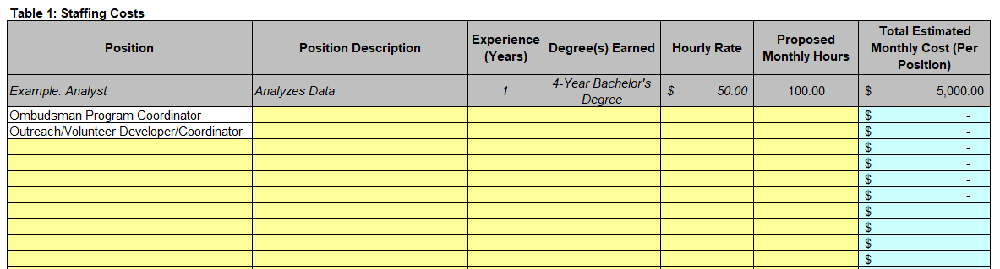 Table 1: Staffing Costs
Position Position Description Experience (Years) Degree(s) Earned Hourly Rate Proposed Monthly Hours Total Estimated Monthly Cost (Per Position)
Example: Analyst Analyzes Data 1 4-Year Bachelor's Degree $ 50.00 100.00 $ 5,000.00
Ombudsman Program Coordinator $ -
Outreach/Volunteer Developer/Coordinator $ -
$ -
$ -
$ -
$ -
$ -
$ -
$ -
$ -